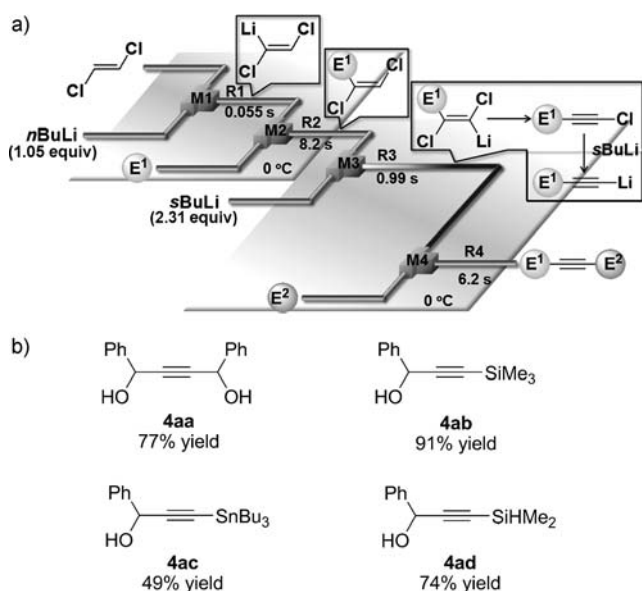 a)
Cl
Cl
Li
Cl
Cl
E1
Cl
Cl
E1
Cl
Cl
Li
E1
Cl
sBuLi
E1
Li
M1
R1
0.055 s
nBuLi
(1.05 equiv)
M2
R2
8.2 s
E1
0 oC
M3
R3
0.99 s
sBuLi
(2.31 equiv)
M4
R4
6.2 s
E1
E2
E2
0 oC
b)
Ph
Ph
HO
OH
4aa
77% yield
Ph
SiMe3
HO
4ab
91% yield
Ph
SnBu3
HO
4ac
49% yield
Ph
SiHMe2
HO
4ad
74% yield